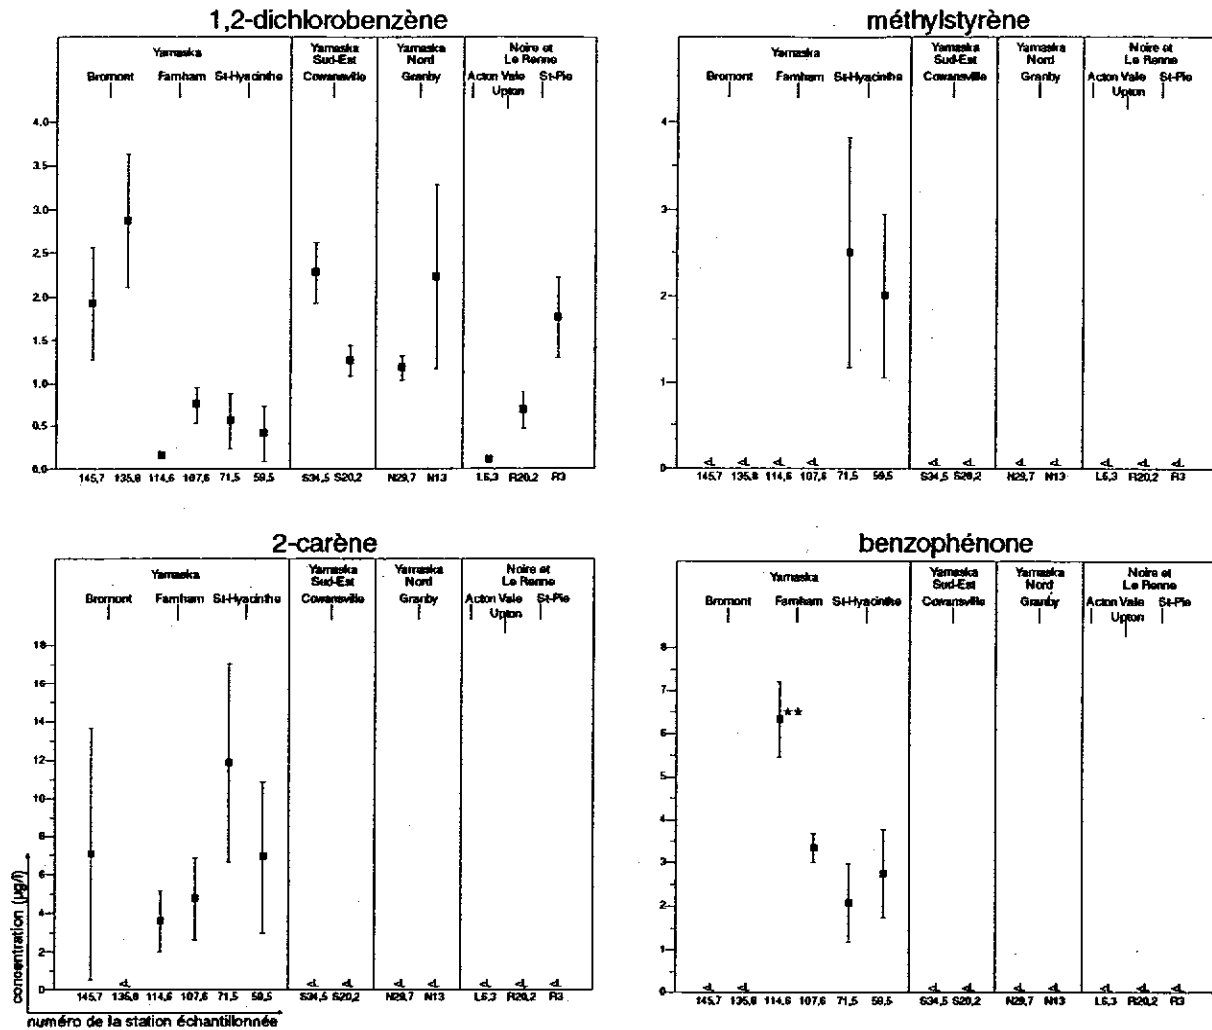 1,2-dichlorobenzène
Yamaska
Yamaska
Sud-Est
Yamaska
Nord
Noire et
Le Renne
Bromont Farnham St-Hyacinthe Cowansville Granby Acton Vale St-Pie
Upton
4.0
3.5
3.0
2.5
2.0
1.5
1.0
0.5
0.0
145,7 135,8 114,6 107,6 71,5 59,5 S34,5 S20,2 N29,7 N13 L6,3 R20,2 R3
méthylstyrène
Yamaska
Yamaska
Sud-Est
Yamaska
Nord
Noire et
Le Renne
Bromont Farnham St-Hyacinthe Cowansville Granby Acton Vale St-Pie
Upton
4
3
2
1
0
145,7 135,8 114,6 107,6 71,5 59,5 S34,5 S20,2 N29,7 N13 L6,3 R20,2 R3
2-carène
Yamaska
Yamaska
Sud-Est
Yamaska
Nord
Noire et
Le Renne
Bromont Farnham St-Hyacinthe Cowansville Granby Acton Vale St-Pie
Upton
18
16
14
12
10
8
6
4
2
0
concentration (µg/l)
145,7 135,8 114,6 107,6 71,5 59,5 S34,5 S20,2 N29,7 N13 L6,3 R20,2 R3
numéro de la station échantillonnée
benzophénone
Yamaska
Yamaska
Sud-Est
Yamaska
Nord
Noire et
Le Renne
Bromont Farnham St-Hyacinthe Cowansville Granby Acton Vale St-Pie
Upton
8
7
6
5
4
3
2
1
0
★★
145,7 135,8 114,6 107,6 71,5 59,5 S34,5 S20,2 N29,7 N13 L6,3 R20,2 R3